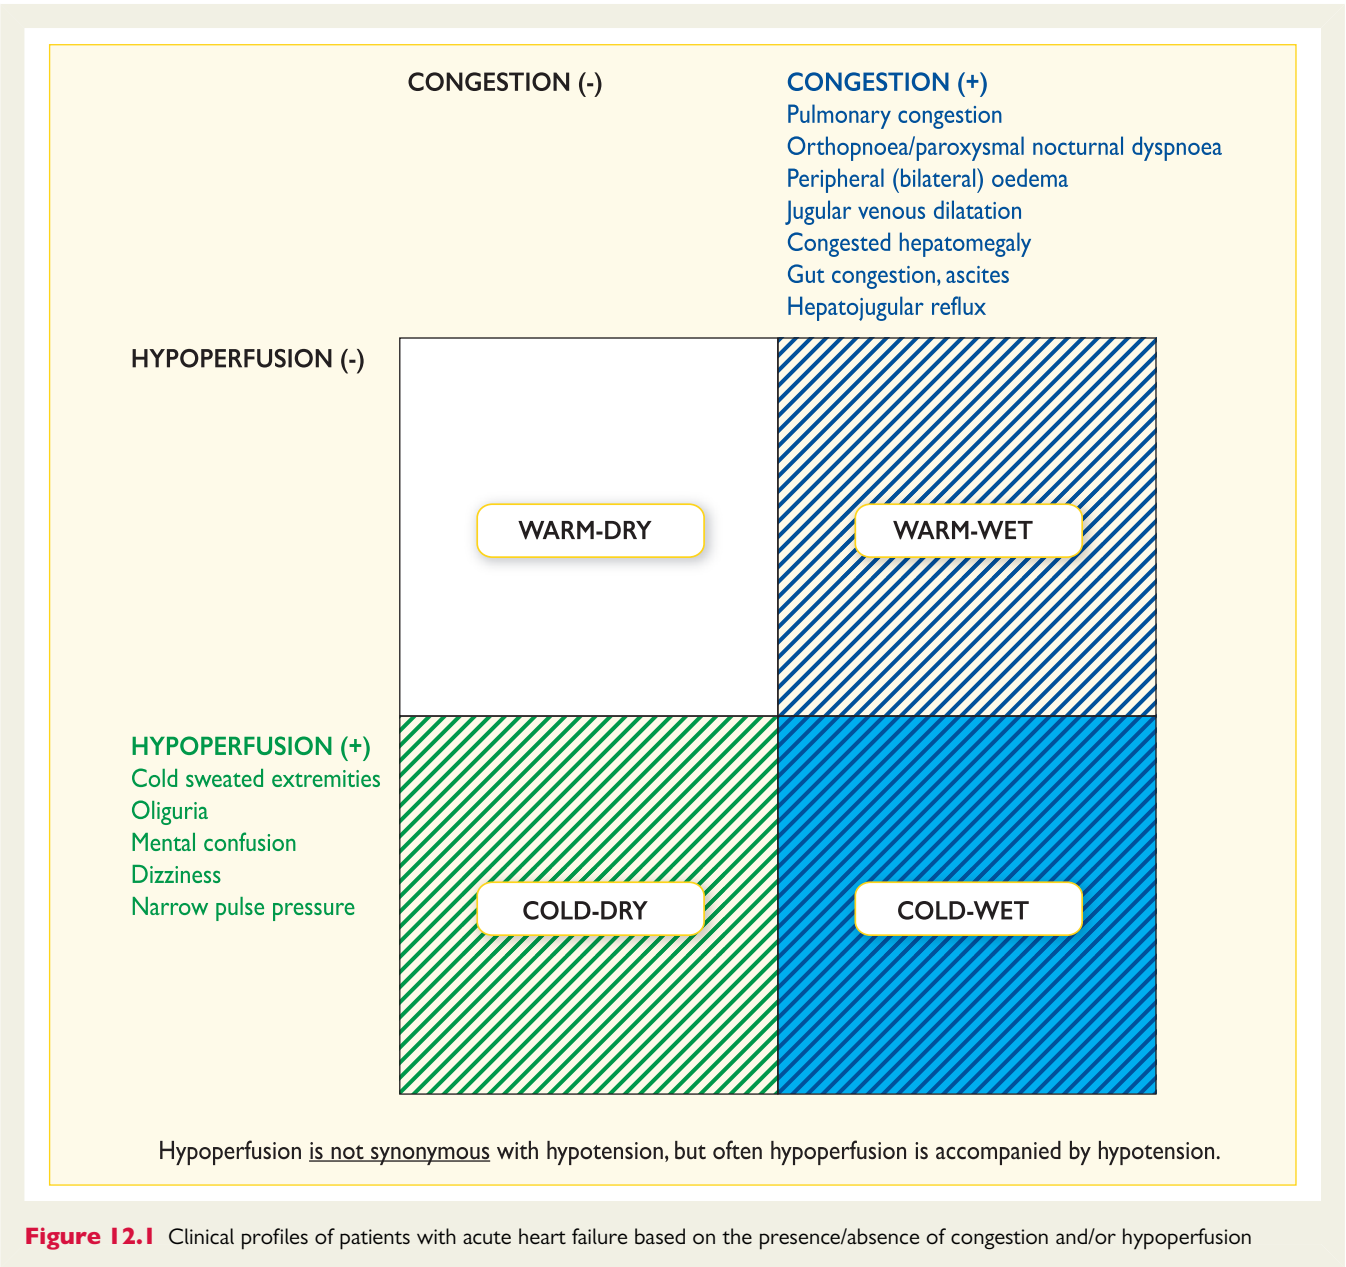 CONGESTION (-)
CONGESTION (+)
Pulmonary congestion
Orthopnoea/paroxysmal nocturnal dyspnoea
Peripheral (bilateral) oedema
Jugular venous dilatation
Congested hepatomegaly
Gut congestion, ascites
Hepatojugular reflux
HYPOPERFUSION (-)
WARM-DRY
WARM-WET
HYPOPERFUSION (+)
Cold sweated extremities
Oliguria
Mental confusion
Dizziness
Narrow pulse pressure
COLD-DRY
COLD-WET
Hypoperfusion is not synonymous with hypotension, but often hypoperfusion is accompanied by hypotension.
Figure 12.1 Clinical profiles of patients with acute heart failure based on the presence/absence of congestion and/or hypoperfusion